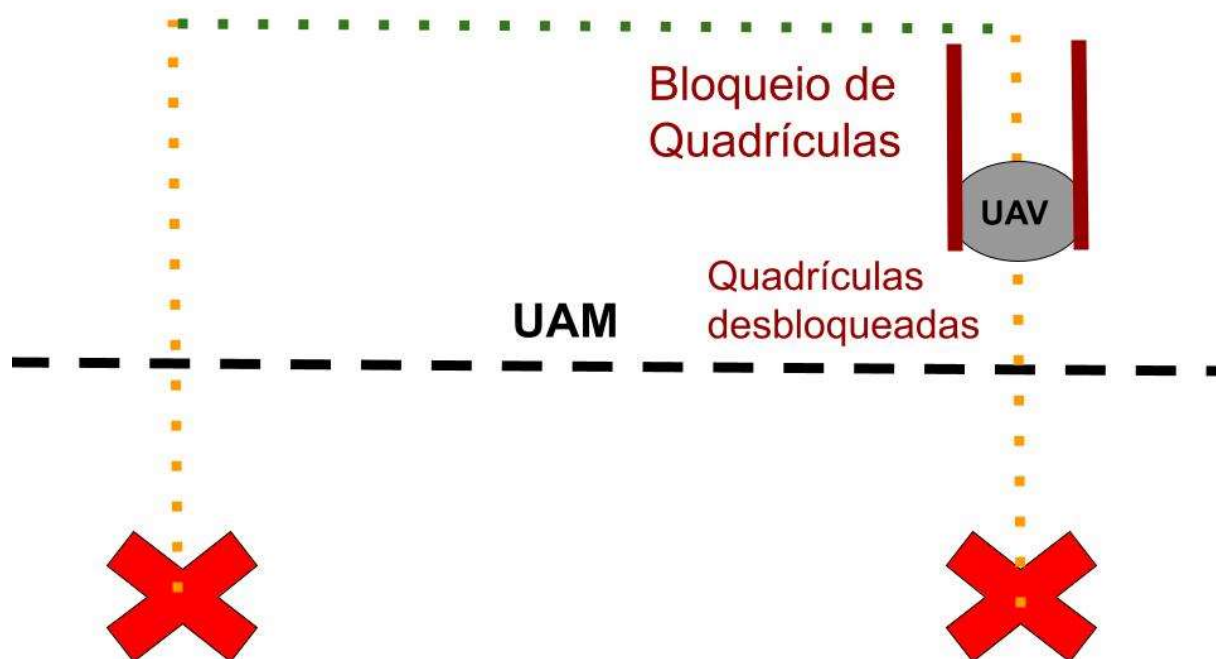 Bloqueio de
Quadrículas
UAV
Quadrículas
desbloqueadas
UAM